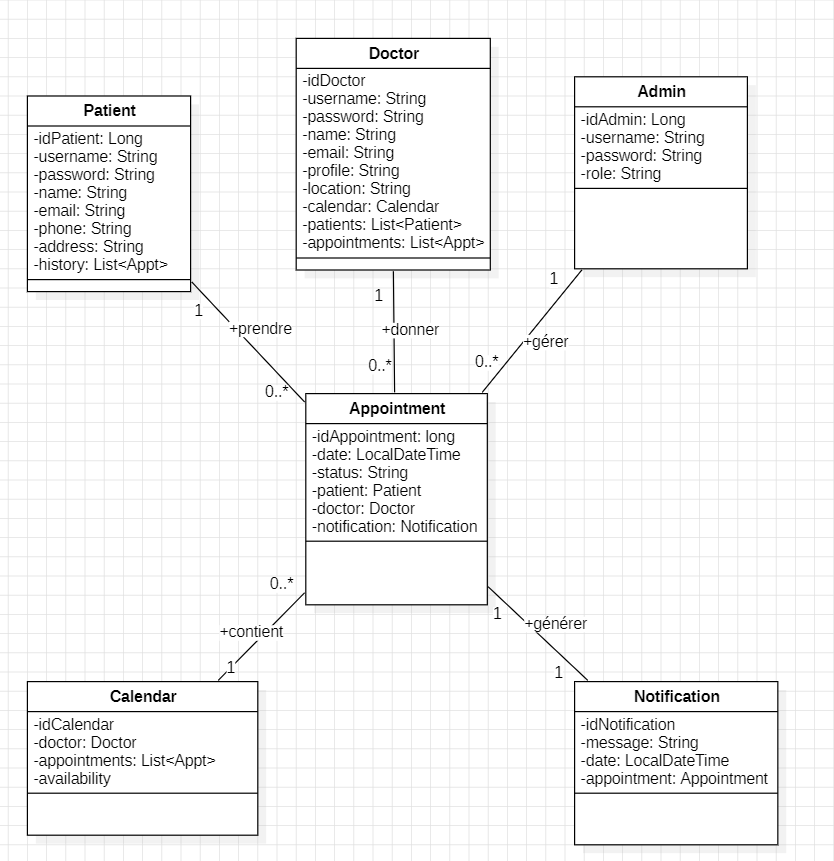 Doctor
-idDoctor
-username: String
-password: String
-name: String
-email: String
-profile: String
-location: String
-calendar: Calendar
-patients: List<Patient>
-appointments: List<Appt>
Admin
-idAdmin: Long
-username: String
-password: String
-role: String
Patient
-idPatient: Long
-username: String
-password: String
-name: String
-email: String
-phone: String
-address: String
-history: List<Appt>
1
+prendre
0..*
1
+donner
0..*
1
+gérer
0..*
Appointment
-idAppointment: long
-date: LocalDateTime
-status: String
-patient: Patient
-doctor: Doctor
-notification: Notification
0..*
+contient
1
1
+générer
1
Calendar
-idCalendar
-doctor: Doctor
-appointments: List<Appt>
-availability
Notification
-idNotification
-message: String
-date: LocalDateTime
-appointment: Appointment